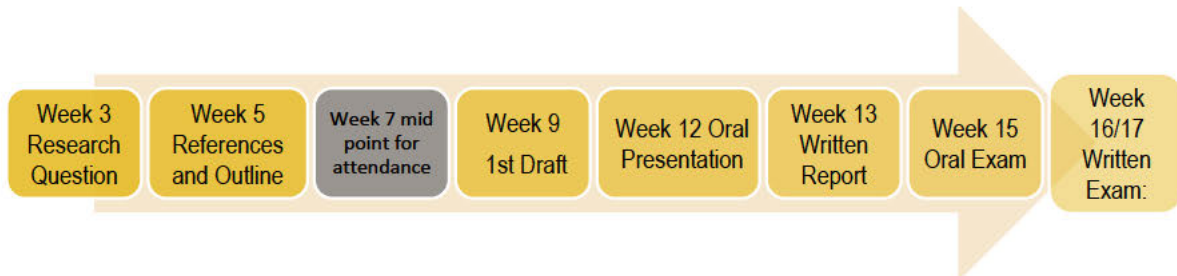 Week 3
Research
Question
Week 5
References
and Outline
Week 7 mid
point for
attendance
Week 9
1st Draft
Week 12 Oral
Presentation
Week 13
Written
Report
Week 15
Oral Exam
Week
16/17
Written
Exam: